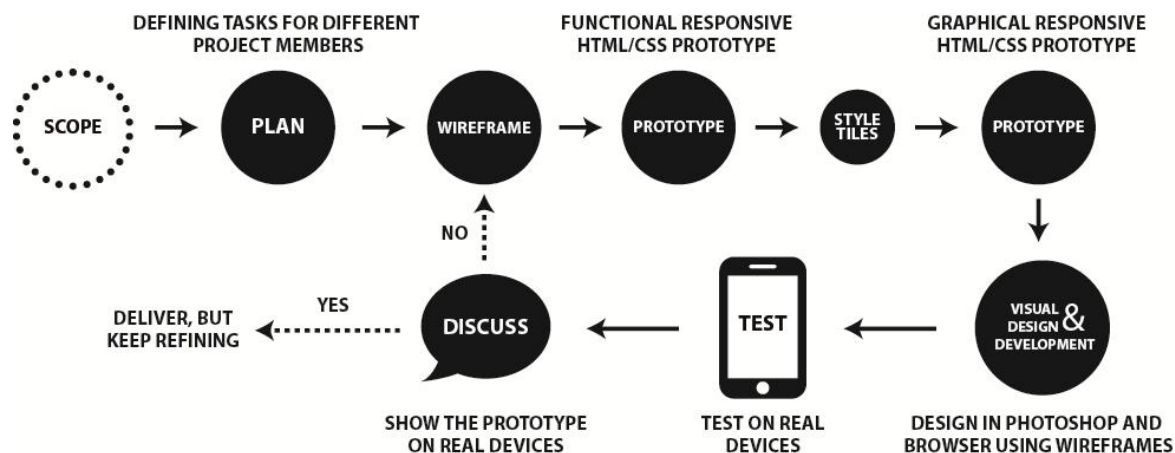 DEFINING TASKS FOR DIFFERENT
PROJECT MEMBERS
FUNCTIONAL RESPONSIVE
HTML/CSS PROTOTYPE
GRAPHICAL RESPONSIVE
HTML/CSS PROTOTYPE
SCOPE
PLAN
WIREFRAME
PROTOTYPE
STYLE
TILES
PROTOTYPE
NO
YES
DELIVER, BUT
KEEP REFINING
DISCUSS
TEST
VISUAL
DESIGN &
DEVELOPMENT
SHOW THE PROTOTYPE
ON REAL DEVICES
TEST ON REAL
DEVICES
DESIGN IN PHOTOSHOP AND
BROWSER USING WIREFRAMES